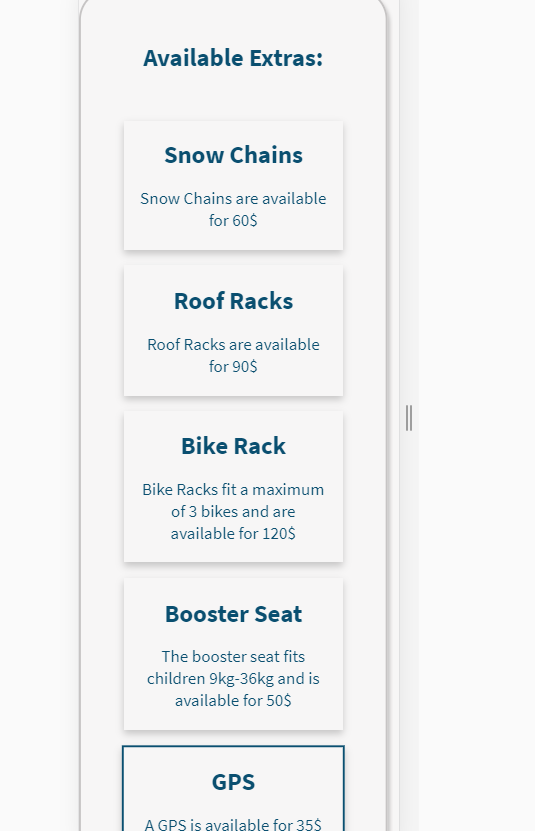 Available Extras:
Snow Chains
Snow Chains are available
for 60$
Roof Racks
Roof Racks are available
for 90$
Bike Rack
Bike Racks fit a maximum
of 3 bikes and are
available for 120$
Booster Seat
The booster seat fits
children 9kg-36kg and is
available for 50$
GPS
A GPS is available for 35$